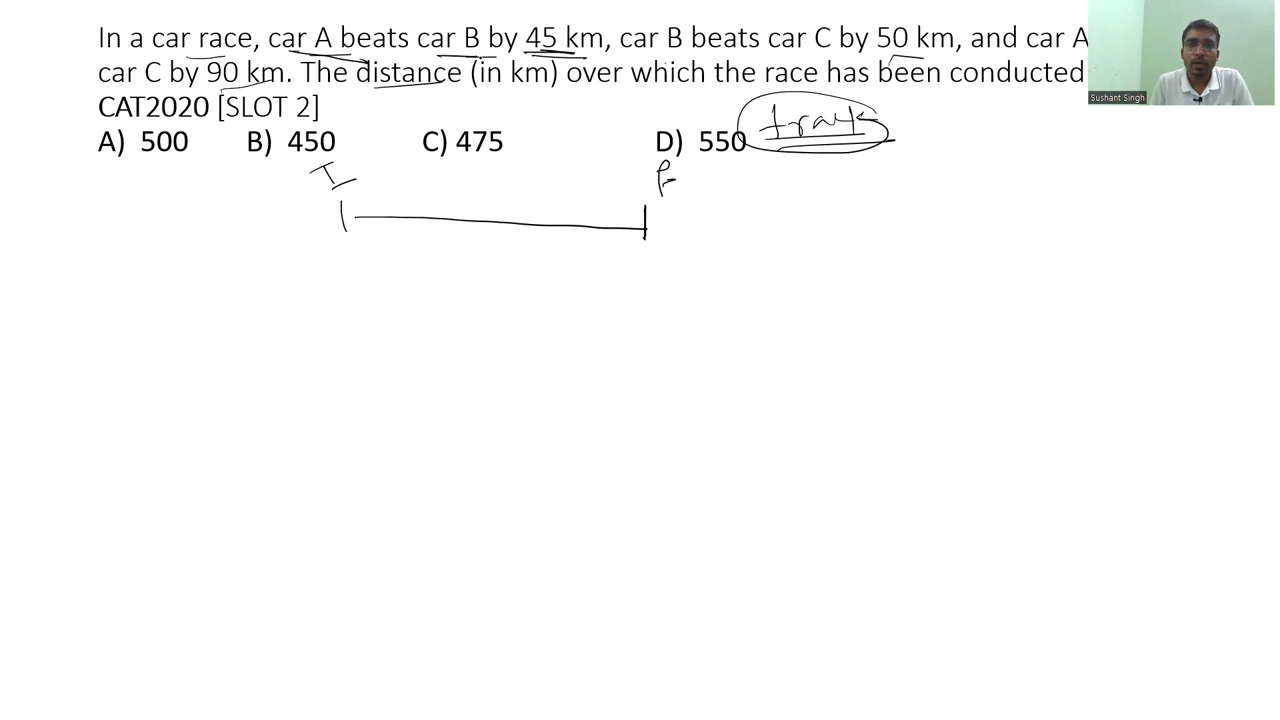 In a car race, car A beats car B by 45 km, car B beats car C by 50 km, and car A
car C by 90 km. The distance (in km) over which the race has been conducted
CAT2020 [SLOT 2]
A) 500 B) 450 C) 475 D) 550
Sushant Singh